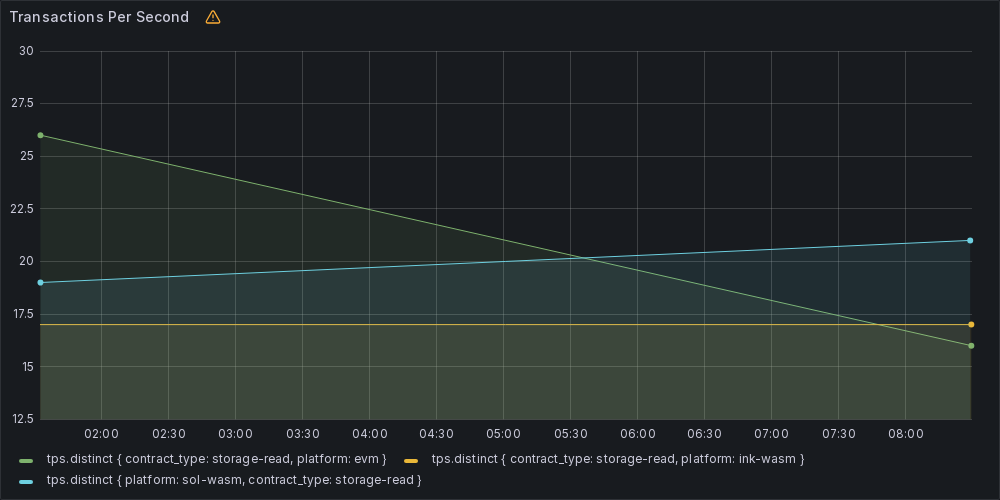 Transactions Per Second
30
27.5
25
22.5
20
17.5
15
12.5
02:00 02:30 03:00 03:30 04:00 04:30 05:00 05:30 06:00 06:30 07:00 07:30 08:00
tps.distinct { contract_type: storage-read, platform: evm } tps.distinct { contract_type: storage-read, platform: ink-wasm }
tps.distinct { platform: sol-wasm, contract_type: storage-read }